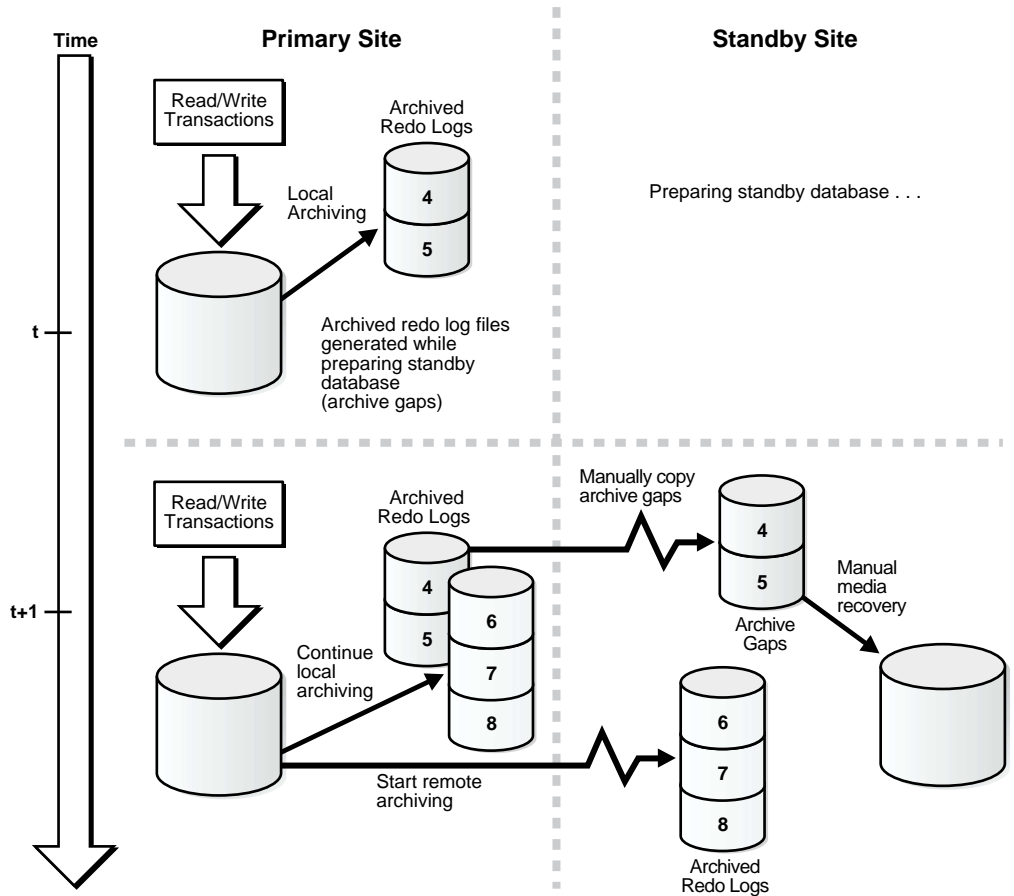 Time
Primary Site
Standby Site
Read/Write
Transactions
Archived
Redo Logs
Local
Archiving
4
5
Preparing standby database . . .
t
Archived redo log files
generated while
preparing standby
database
(archive gaps)
Read/Write
Transactions
Archived
Redo Logs
4
5
6
7
8
Manually copy
archive gaps
4
5
Archive
Gaps
Manual
media
recovery
t+1
Continue
local
archiving
Start remote
archiving
6
7
8
Archived
Redo Logs